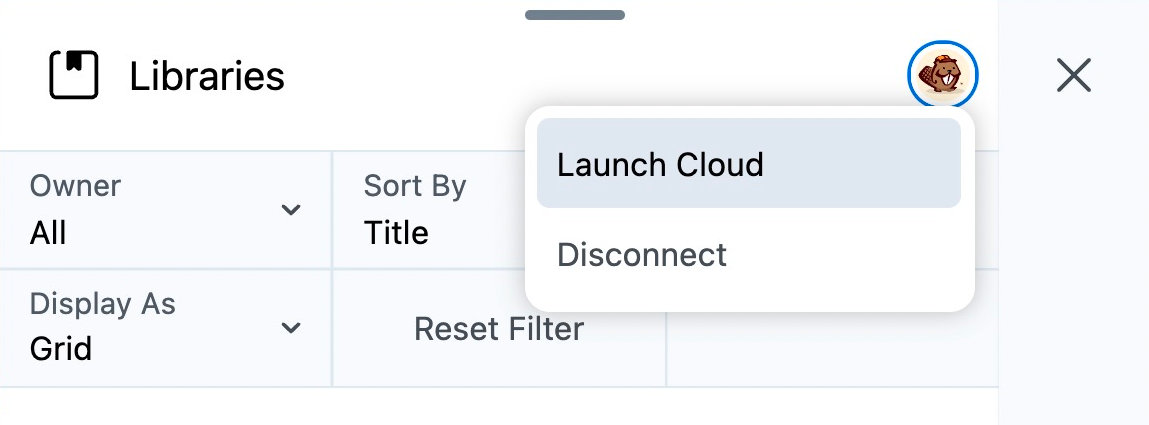 Libraries
Launch Cloud
Disconnect
Owner
All
Sort By
Title
Display As
Grid
Reset Filter